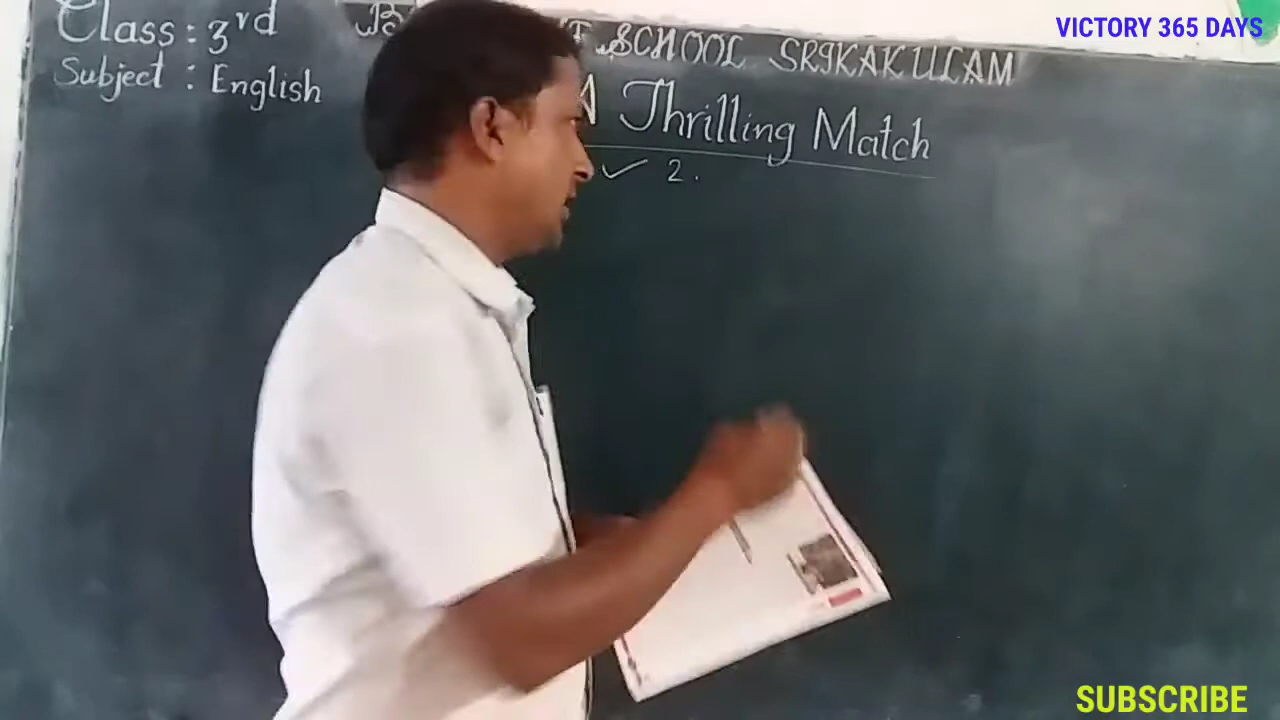 VICTORY 365 DAYS
Class : 3rd
SCHOOL SRIKAKULAM
Subject : English
A Thrilling Match
✓ 2.
SUBSCRIBE